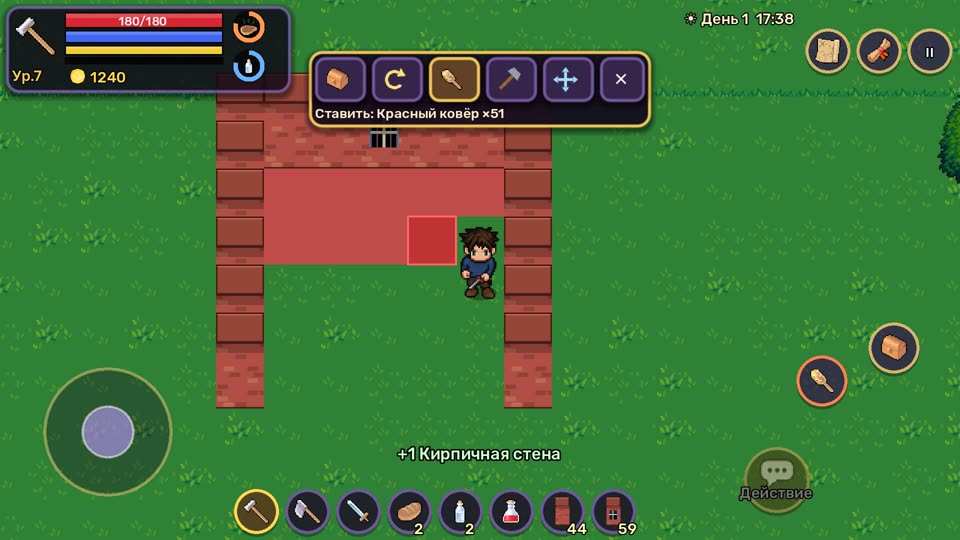 180/180
Ур.7
1240
День 1 17:38
Ставить: Красный ковёр ×51
+1 Кирпичная стена
Действие
2
2
44
59